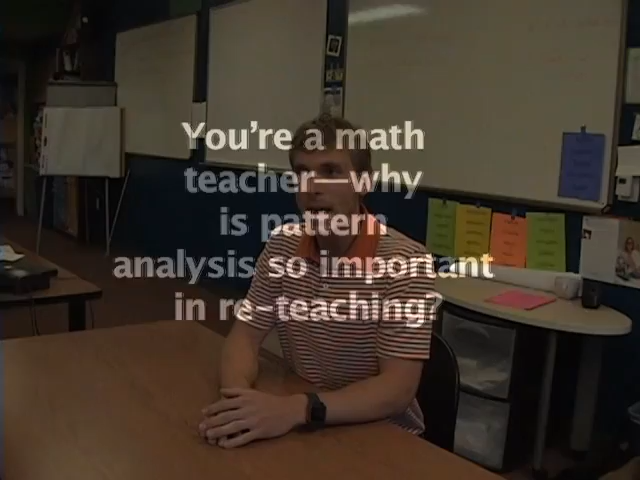 You're a math
teacher—why
is pattern
analysis so important
in re-teaching?